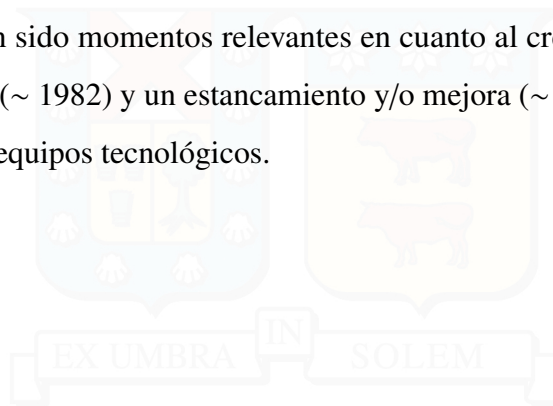 n sido momentos relevantes en cuanto al cr
(∼ 1982) y un estancamiento y/o mejora (∼
equipos tecnológicos.
IN
EX UMBRA SOLEM